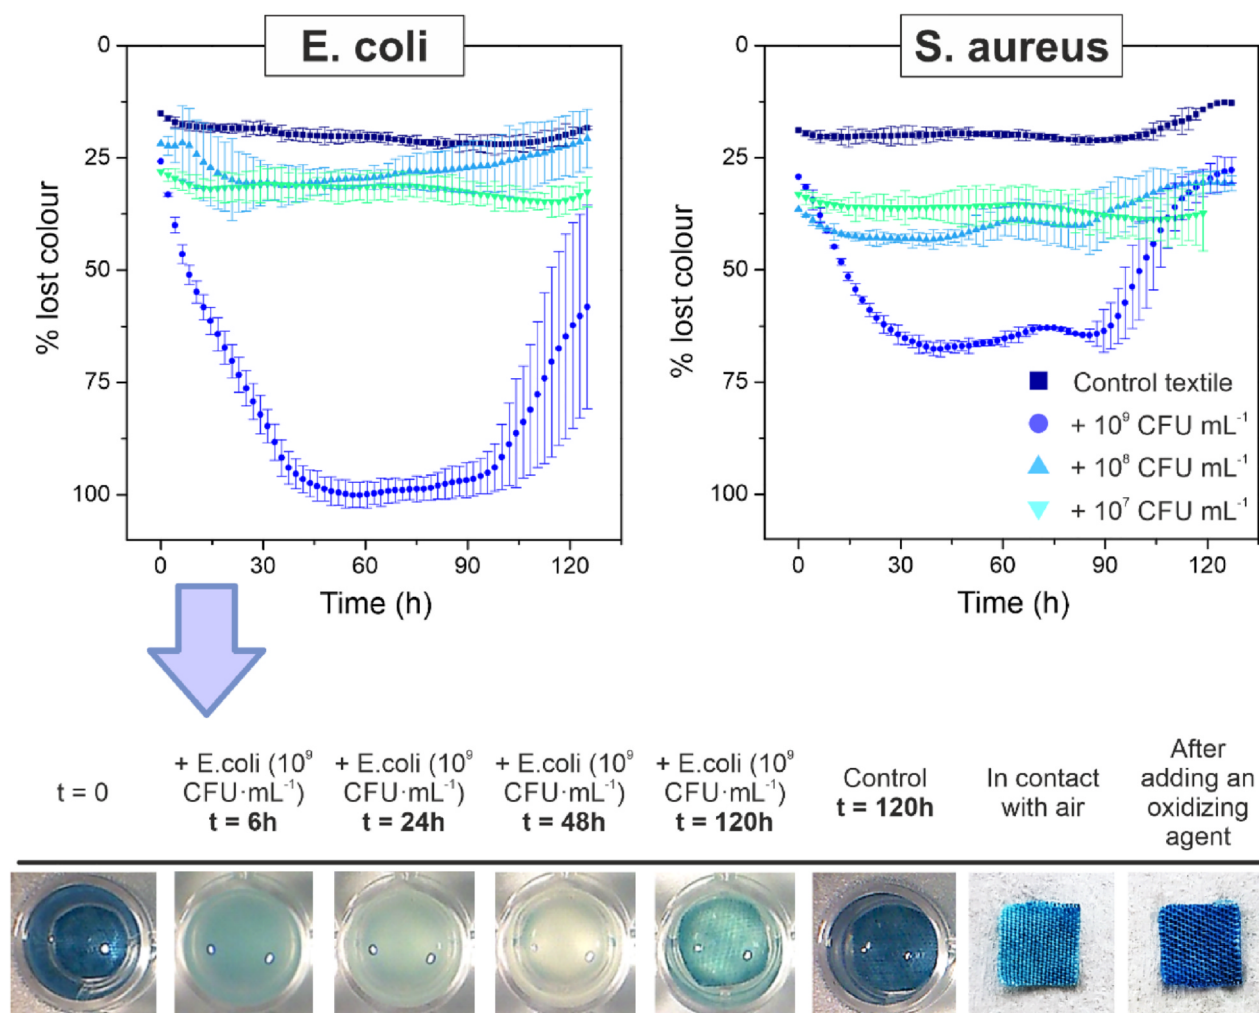 E. coli
0
25
50
75
100
% lost colour
0
30
60
90
120
Time (h)
S. aureus
0
25
50
75
100
% lost colour
Control textile
+ 10⁹ CFU mL⁻¹
+ 10⁸ CFU mL⁻¹
+ 10⁷ CFU mL⁻¹
0
30
60
90
120
Time (h)
t = 0
+ E.coli (10⁹
CFU·mL⁻¹)
t = 6h
+ E.coli (10⁹
CFU·mL⁻¹)
t = 24h
+ E.coli (10⁹
CFU·mL⁻¹)
t = 48h
+ E.coli (10⁹
CFU·mL⁻¹)
t = 120h
Control
t = 120h
In contact
with air
After
adding an
oxidizing
agent